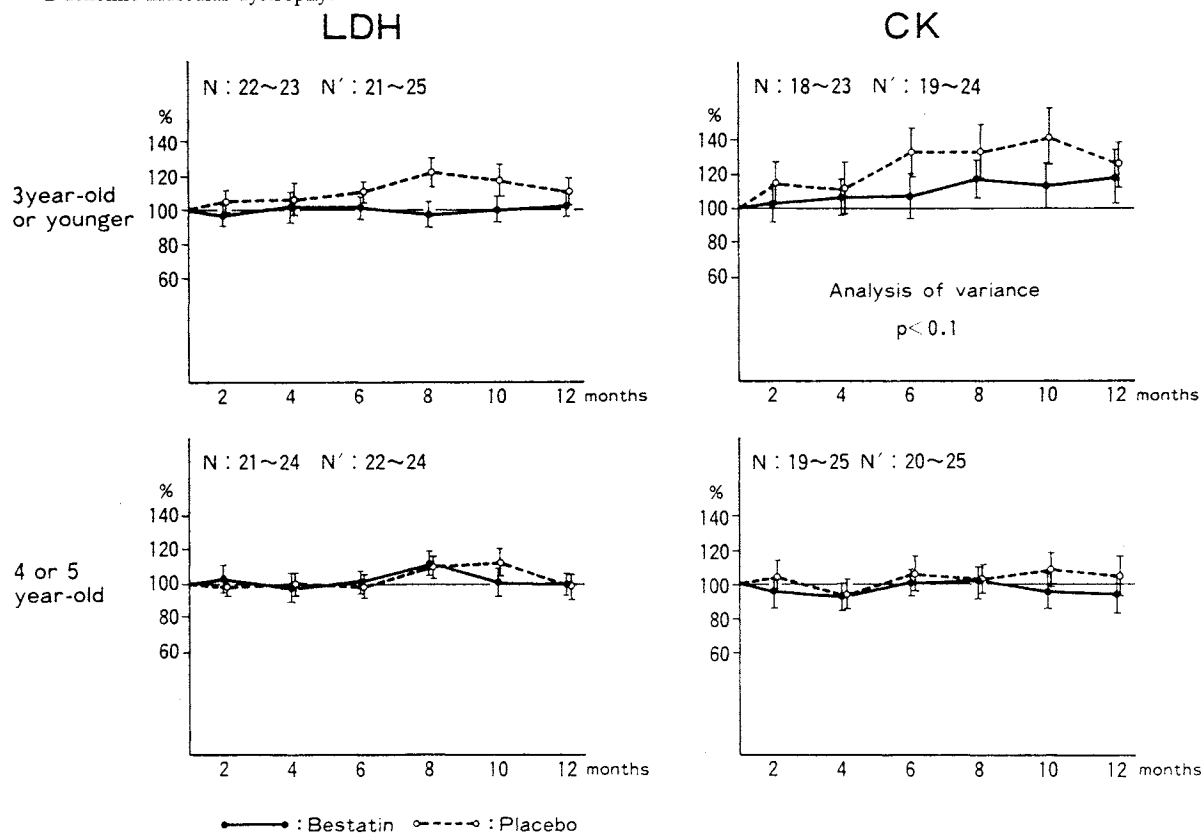 LDH
CK
N : 22~23 N′ : 21~25
%
140
120
100
80
60
3year-old
or younger
2 4 6 8 10 12 months
N : 18~23 N′ : 19~24
%
140
120
100
80
60
Analysis of variance
p<0.1
2 4 6 8 10 12 months
N : 21~24 N′ : 22~24
%
140
120
100
80
60
4 or 5
year-old
2 4 6 8 10 12 months
N : 19~25 N′ : 20~25
%
140
120
100
80
60
2 4 6 8 10 12 months
: Bestatin : Placebo